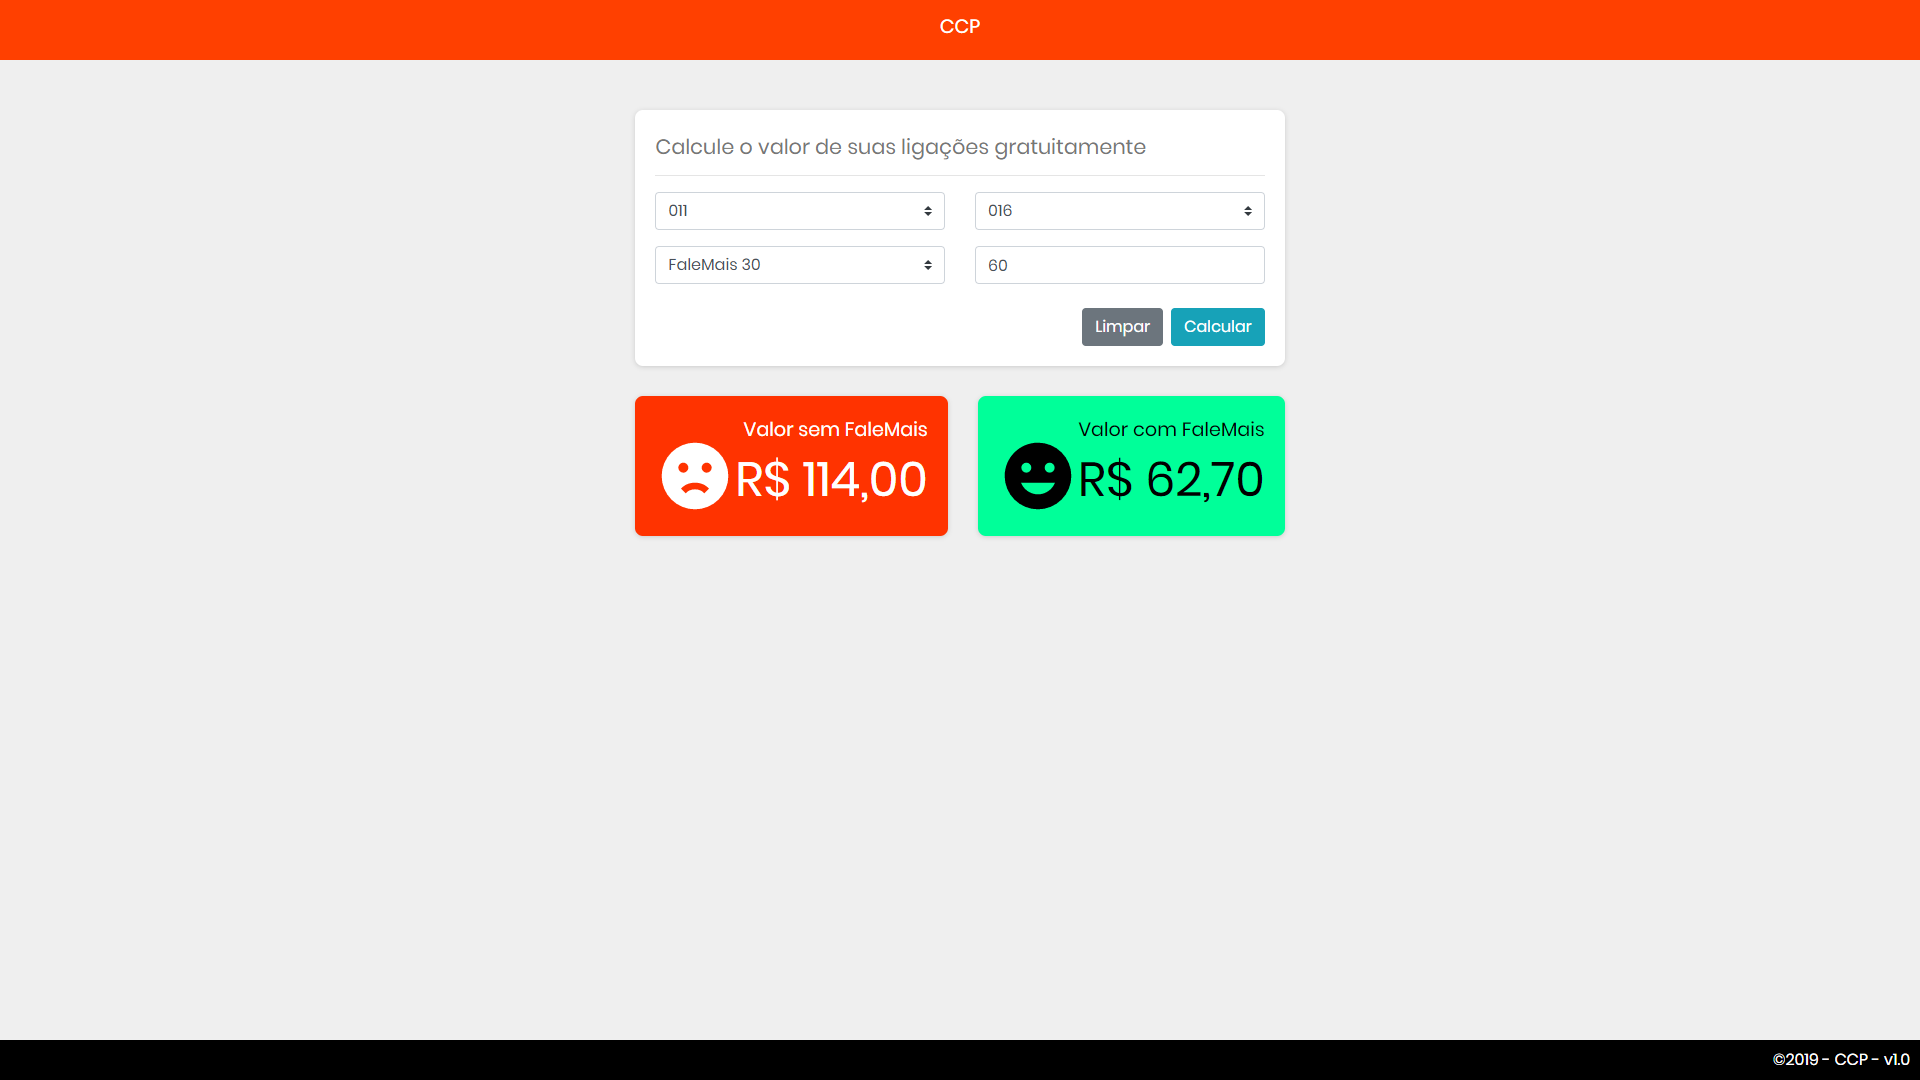 CCP
Calcule o valor de suas ligações gratuitamente
011
016
FaleMais 30
60
Limpar
Calcular
Valor sem FaleMais
R$ 114,00
Valor com FaleMais
R$ 62,70
©2019 - CCP - v1.0